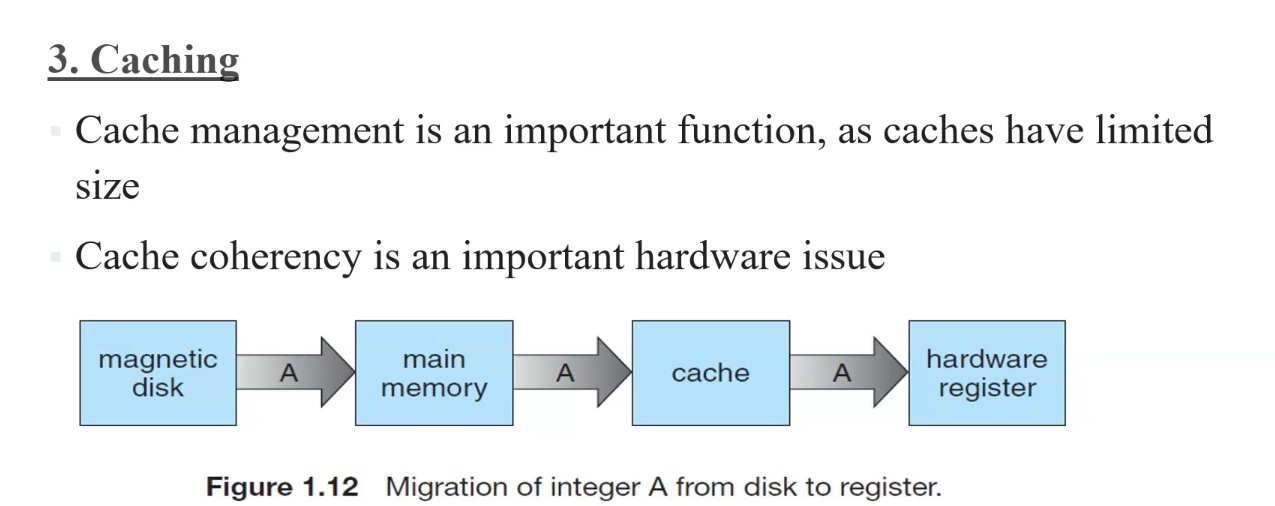 3. Caching
Cache management is an important function, as caches have limited
size
Cache coherency is an important hardware issue
magnetic
disk
A
main
memory
A
cache
A
hardware
register
Figure 1.12 Migration of integer A from disk to register.